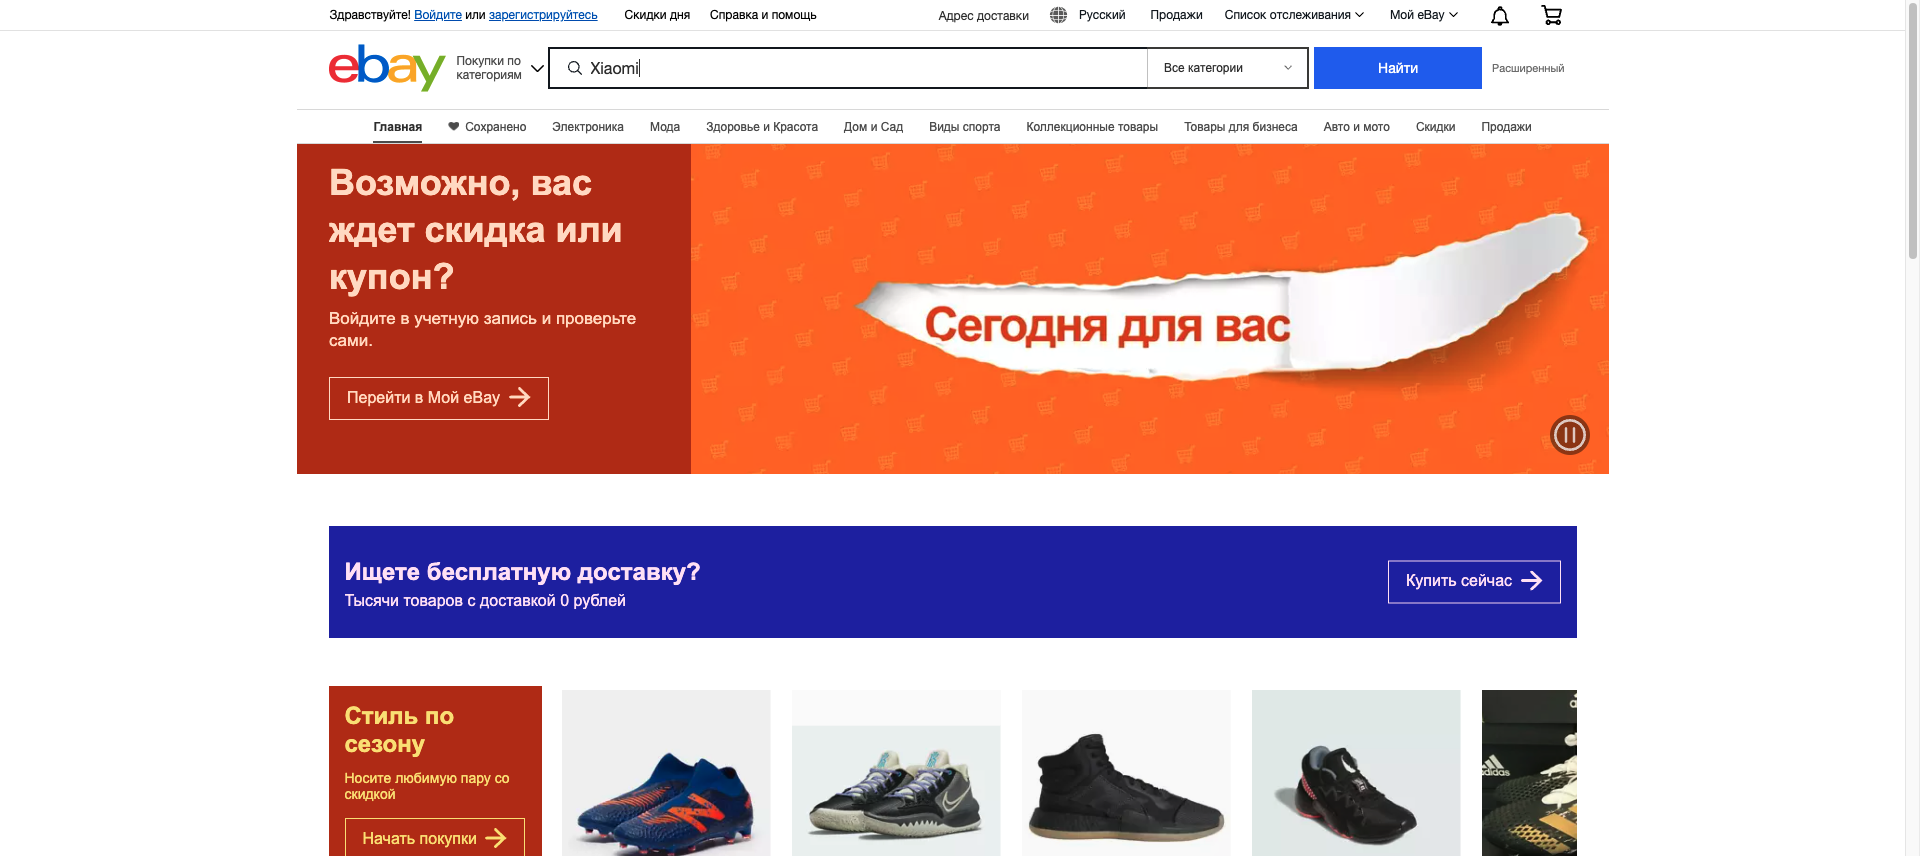 Здравствуйте! Войдите или зарегистрируйтесь Скидки дня Справка и помощь Адрес доставки Русский Продажи Список отслеживания Мой eBay
ebay Покупки по категориям Xiaomi Все категории Найти Расширенный
Главная Сохранено Электроника Мода Здоровье и Красота Дом и Сад Виды спорта Коллекционные товары Товары для бизнеса Авто и мото Скидки Продажи
Возможно, вас
ждет скидка или
купон?
Войдите в учетную запись и проверьте
сами.
Перейти в Мой eBay
Сегодня для вас
Ищете бесплатную доставку?
Тысячи товаров с доставкой 0 рублей
Купить сейчас
Стиль по
сезону
Носите любимую пару со
скидкой
Начать покупки
adidas